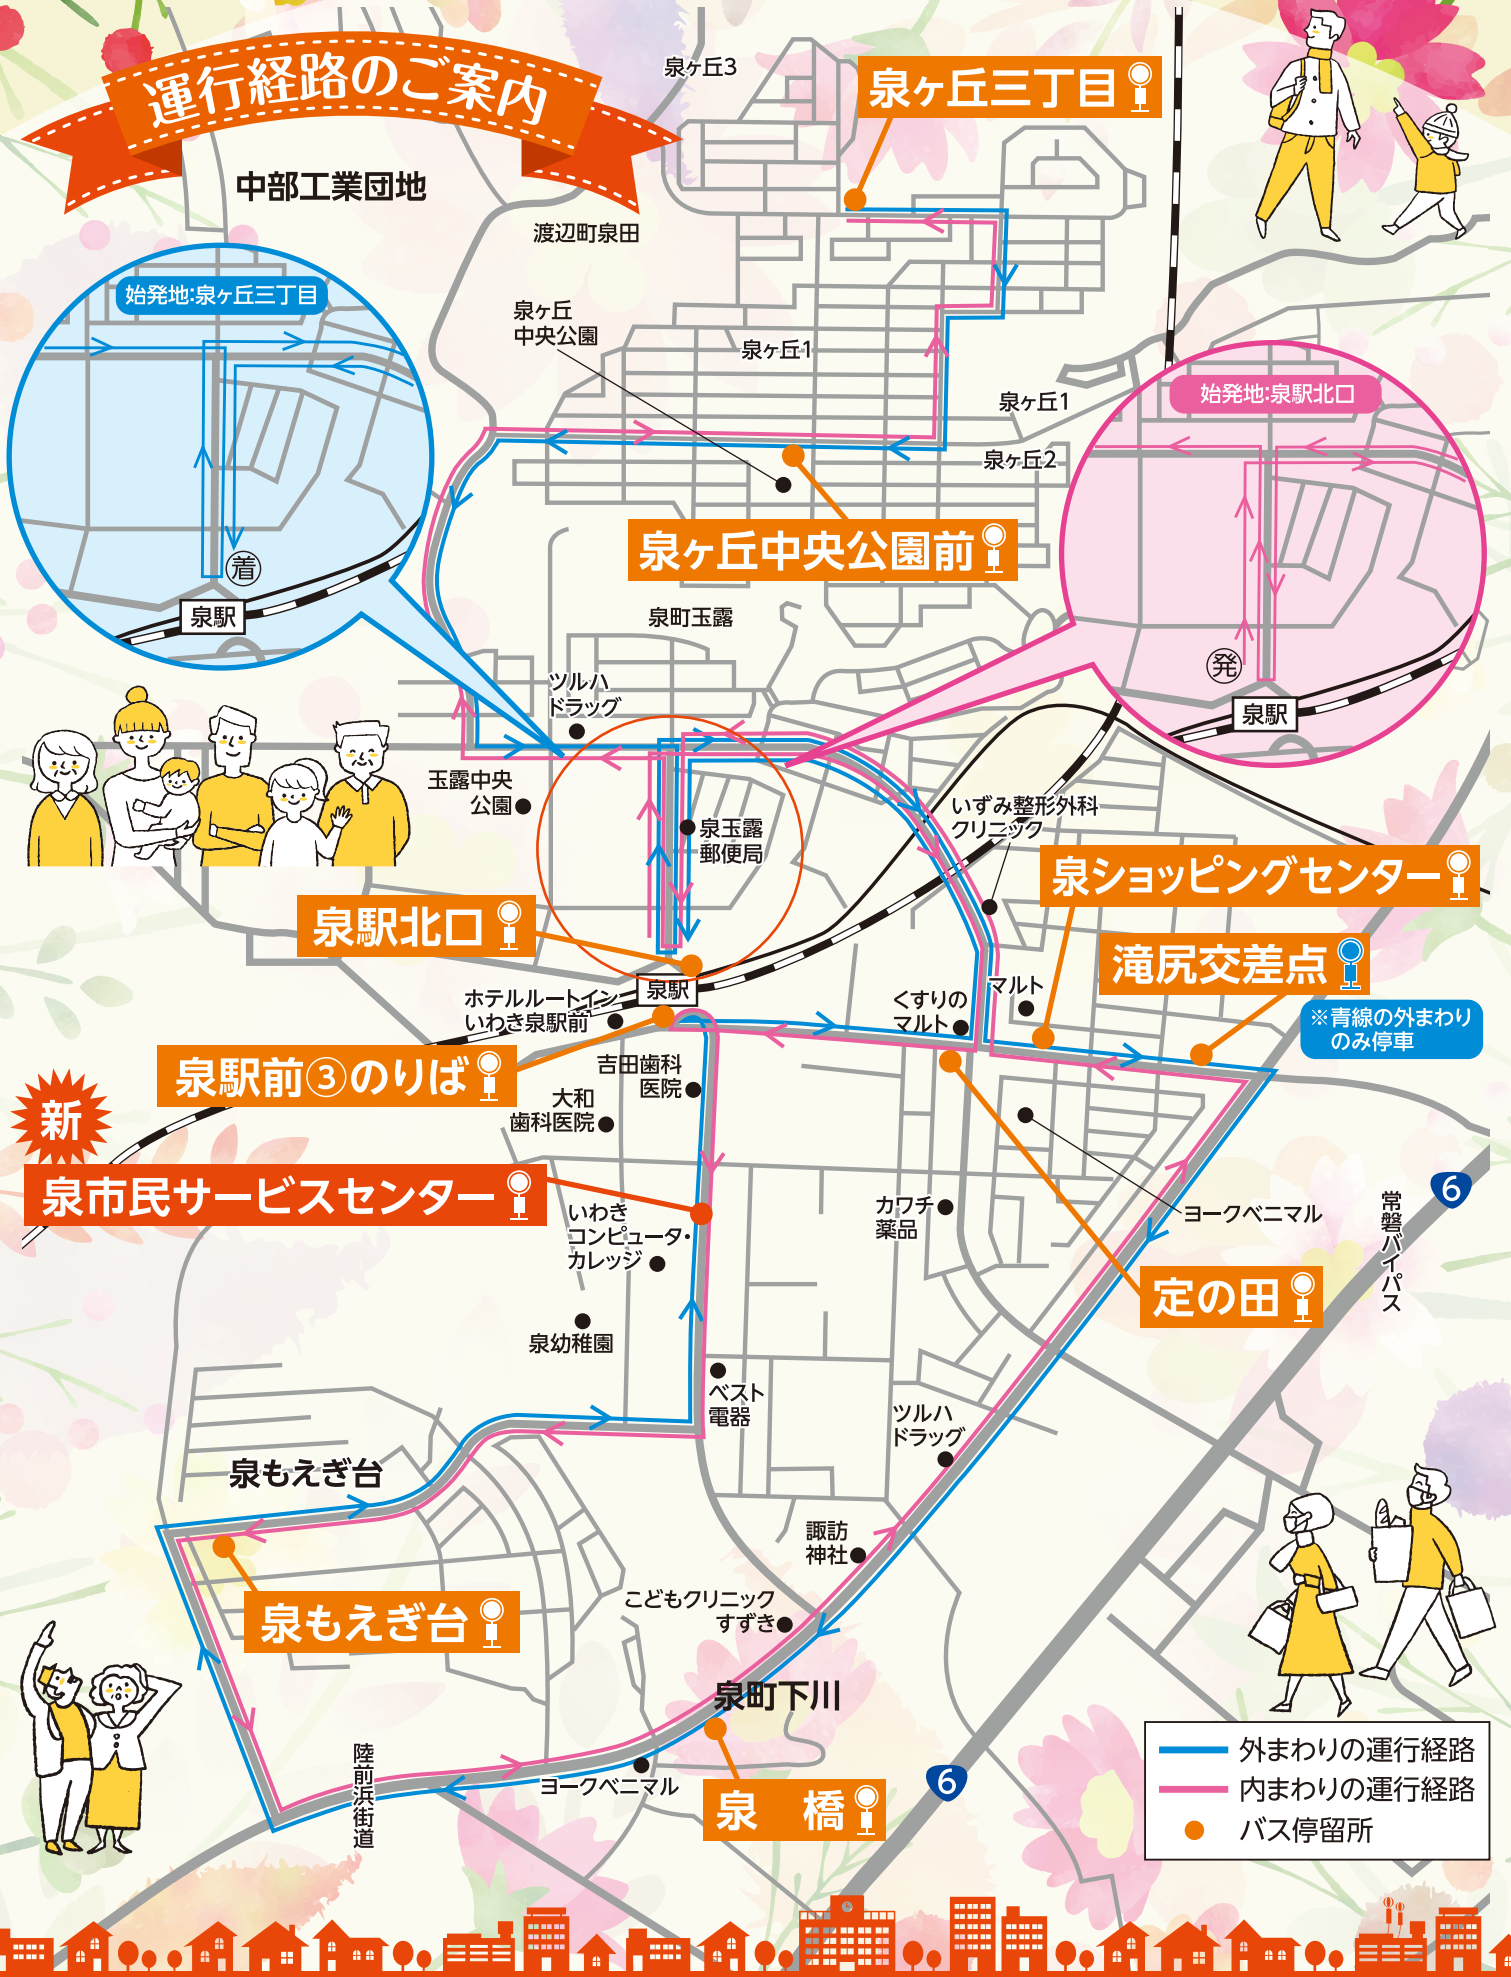 運行経路のご案内
中部工業団地
泉ヶ丘3
泉ヶ丘三丁目
渡辺町泉田
始発地:泉ヶ丘三丁目
着
泉駅
泉ヶ丘
中央公園
泉ヶ丘1
泉ヶ丘1
泉ヶ丘2
始発地:泉駅北口
発
泉駅
泉ヶ丘中央公園前
泉町玉露
ツルハ
ドラッグ
玉露中央
公園
泉玉露
郵便局
いずみ整形外科
クリニック
泉ショッピングセンター
泉駅北口
滝尻交差点
※青線の外まわり
のみ停車
泉駅
ホテルルートイン
いわき泉駅前
くすりの
マルト
マルト
泉駅前③のりば
吉田歯科
医院
大和
歯科医院
新
泉市民サービスセンター
いわき
コンピュータ・
カレッジ
カワチ
薬品
ヨークベニマル
6
常磐バイパス
定の田
泉幼稚園
ベスト
電器
ツルハ
ドラッグ
泉もえぎ台
諏訪
神社
泉もえぎ台
こどもクリニック
すずき
泉町下川
陸前浜街道
ヨークベニマル
泉　橋
6
外まわりの運行経路
内まわりの運行経路
バス停留所